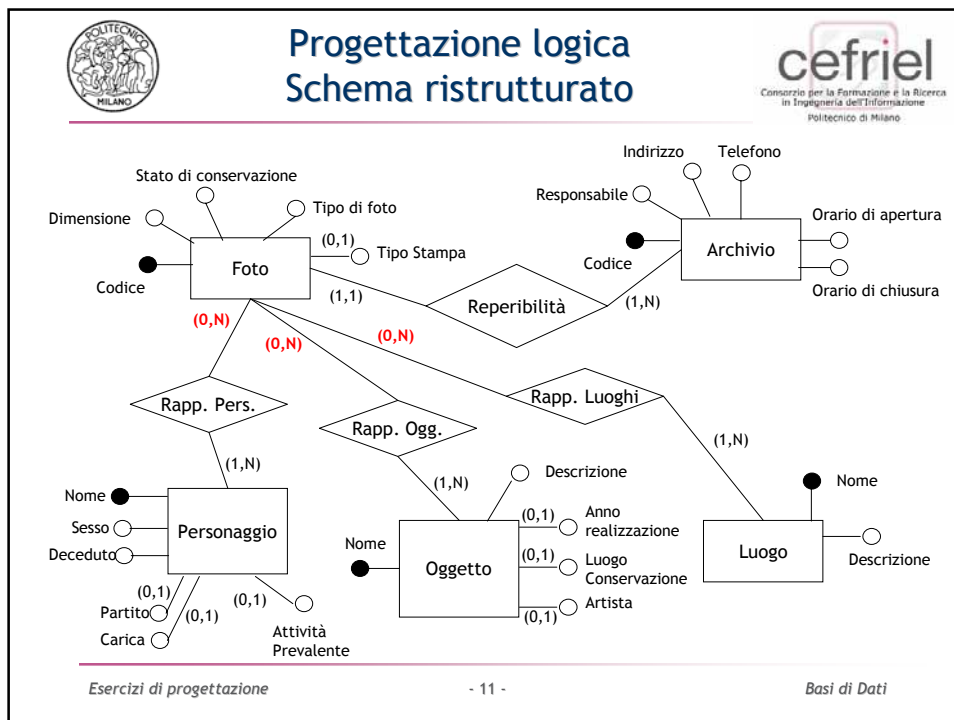 Progettazione logica
Schema ristrutturato
POLITECNICO
MILANO
cefriel
Consorzio per la Formazione e la Ricerca
in Ingegneria dell'Informazione
Politecnico di Milano
Indirizzo
Telefono
Stato di conservazione
Responsabile
Dimensione
Tipo di foto
Orario di apertura
(0,1)
Tipo Stampa
Foto
Archivio
Codice
Codice
(1,1)
Reperibilità
(1,N)
Orario di chiusura
(0,N)
(0,N)
(0,N)
Rapp. Pers.
Rapp. Luoghi
Rapp. Ogg.
(1,N)
(1,N)
(1,N)
Descrizione
Nome
Nome
Sesso
Deceduto
Personaggio
(0,1)
Anno
realizzazione
Nome
Oggetto
(0,1)
Luogo
Conservazione
Luogo
Descrizione
(0,1)
Artista
(0,1)
(0,1)
(0,1)
Partito
Carica
Attività
Prevalente
Esercizi di progettazione
- 11 -
Basi di Dati